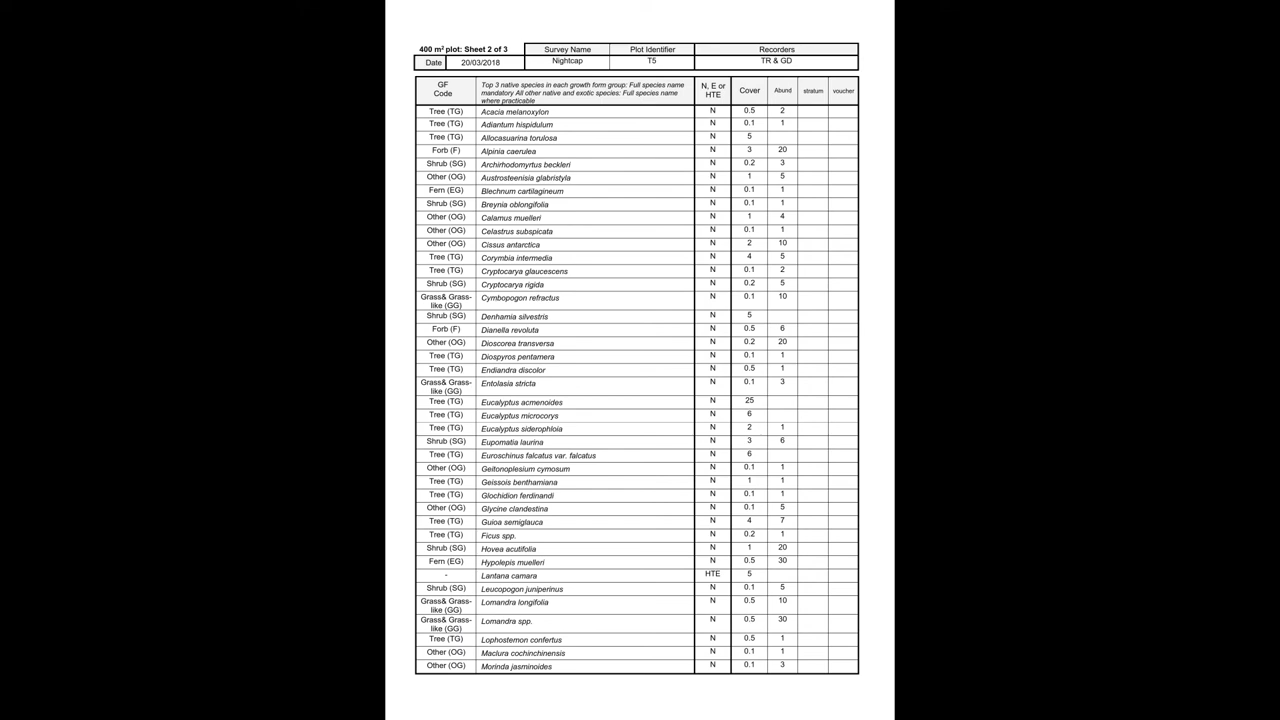 400 m2 plot: Sheet 2 of 3 Survey Name Plot Identifier Recorders
Date 20/03/2018 Nightcap T5 TR & GD
GF Code Top 3 native species in each growth form group: Full species name mandatory All other native and exotic species: Full species name where practicable N, E or HTE Cover Abund stratum voucher
Tree (TG) Acacia melanoxylon N 0.5 2
Tree (TG) Adiantum hispidulum N 0.1 1
Tree (TG) Allocasuarina torulosa N 5
Forb (F) Alpinia caerulea N 3 20
Shrub (SG) Archirhodomyrtus beckleri N 0.2 3
Other (OG) Austrosteenisia glabristyla N 1 5
Fern (EG) Blechnum cartilagineum N 0.1 1
Shrub (SG) Breynia oblongifolia N 0.1 1
Other (OG) Calamus muelleri N 1 4
Other (OG) Celastrus subspicata N 0.1 1
Other (OG) Cissus antarctica N 2 10
Tree (TG) Corymbia intermedia N 4 5
Tree (TG) Cryptocarya glaucescens N 0.1 2
Shrub (SG) Cryptocarya rigida N 0.2 5
Grass& Grass-like (GG) Cymbopogon refractus N 0.1 10
Shrub (SG) Denhamia silvestris N 5
Forb (F) Dianella revoluta N 0.5 6
Other (OG) Dioscorea transversa N 0.2 20
Tree (TG) Diospyros pentamera N 0.1 1
Tree (TG) Endiandra discolor N 0.5 1
Grass& Grass-like (GG) Entolasia stricta N 0.1 3
Tree (TG) Eucalyptus acmenoides N 25
Tree (TG) Eucalyptus microcorys N 6
Tree (TG) Eucalyptus siderophloia N 2 1
Shrub (SG) Eupomatia laurina N 3 6
Tree (TG) Euroschinus falcatus var. falcatus N 6
Other (OG) Geitonoplesium cymosum N 0.1 1
Tree (TG) Geissois benthamiana N 1 1
Tree (TG) Glochidion ferdinandi N 0.1 1
Other (OG) Glycine clandestina N 0.1 5
Tree (TG) Guioa semiglauca N 4 7
Tree (TG) Ficus spp. N 0.2 1
Shrub (SG) Hovea acutifolia N 1 20
Fern (EG) Hypolepis muelleri N 0.5 30
- Lantana camara HTE 5
Shrub (SG) Leucopogon juniperinus N 0.1 5
Grass& Grass-like (GG) Lomandra longifolia N 0.5 10
Grass& Grass-like (GG) Lomandra spp. N 0.5 30
Tree (TG) Lophostemon confertus N 0.5 1
Other (OG) Maclura cochinchinensis N 0.1 1
Other (OG) Morinda jasminoides N 0.1 3